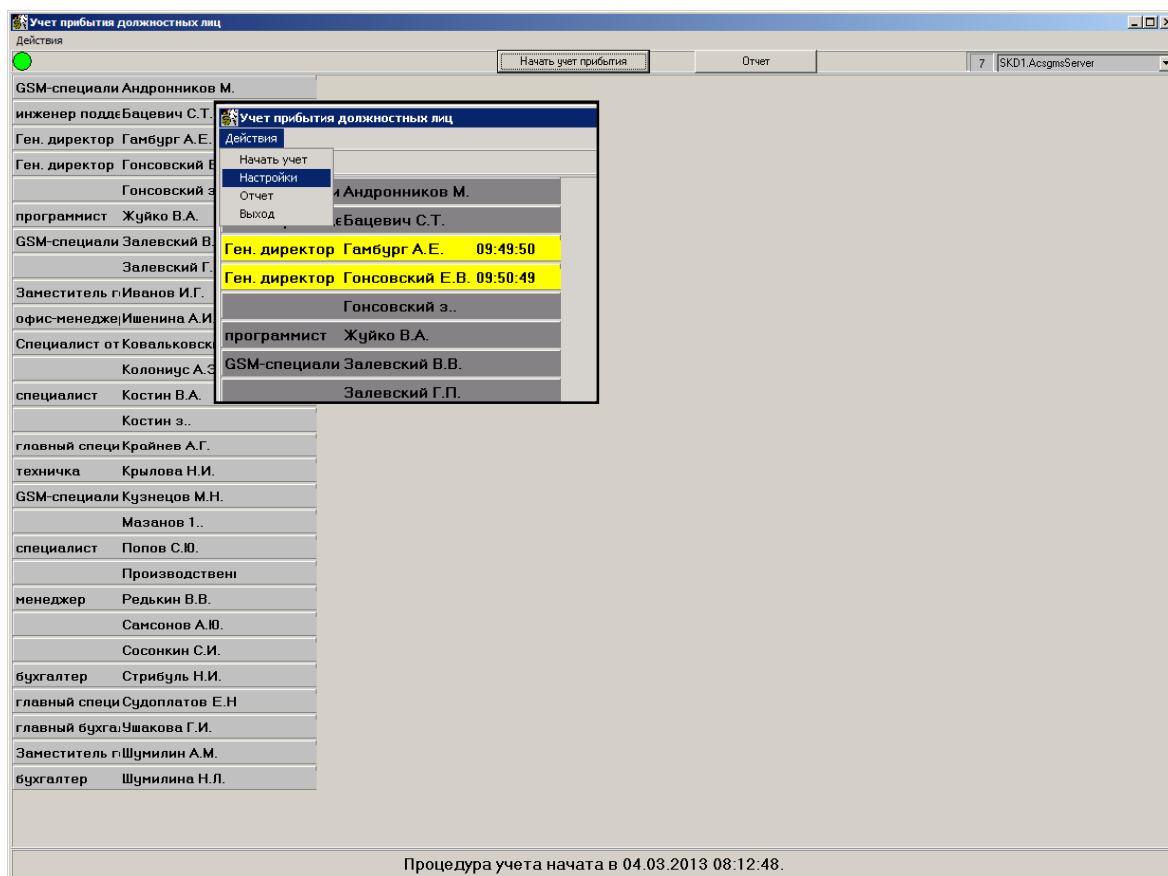 Учет прибытия должностных лиц
Действия
Начать учет прибытия Отчет 7 SKD1.AcsgmsServer
GSM-специали Андронников М.
инженер подде Бацевич С.Т.
Ген. директор Гамбург А.Е.
Ген. директор Гонсовский Е
Гонсовский з
программист Жуйко В.А.
GSM-специали Залевский В.
Залевский Г.
Заместитель г Иванов И.Г.
офис-менедже Ишенина А.И
Специалист от Ковальковск
Колониус А.Э
специалист Костин В.А.
Костин з..
главный специ Крайнев А.Г.
техничка Крылова Н.И.
GSM-специали Кузнецов М.Н.
Мазанов 1..
специалист Попов С.Ю.
Производствен
менеджер Редькин В.В.
Самсонов А.Ю.
Сосонкин С.И.
бухгалтер Стрибуль Н.И.
главный специ Судоплатов Е.Н
главный бухга Ушакова Г.И.
Заместитель г Шумилин А.М.
бухгалтер Шумилина Н.Л.
Учет прибытия должностных лиц
Действия
Начать учет
Настройки
Отчет
Выход
Андронников М.
Бацевич С.Т.
Ген. директор Гамбург А.Е. 09:49:50
Ген. директор Гонсовский Е.В. 09:50:49
Гонсовский з..
программист Жуйко В.А.
GSM-специали Залевский В.В.
Залевский Г.П.
Процедура учета начата в 04.03.2013 08:12:48.